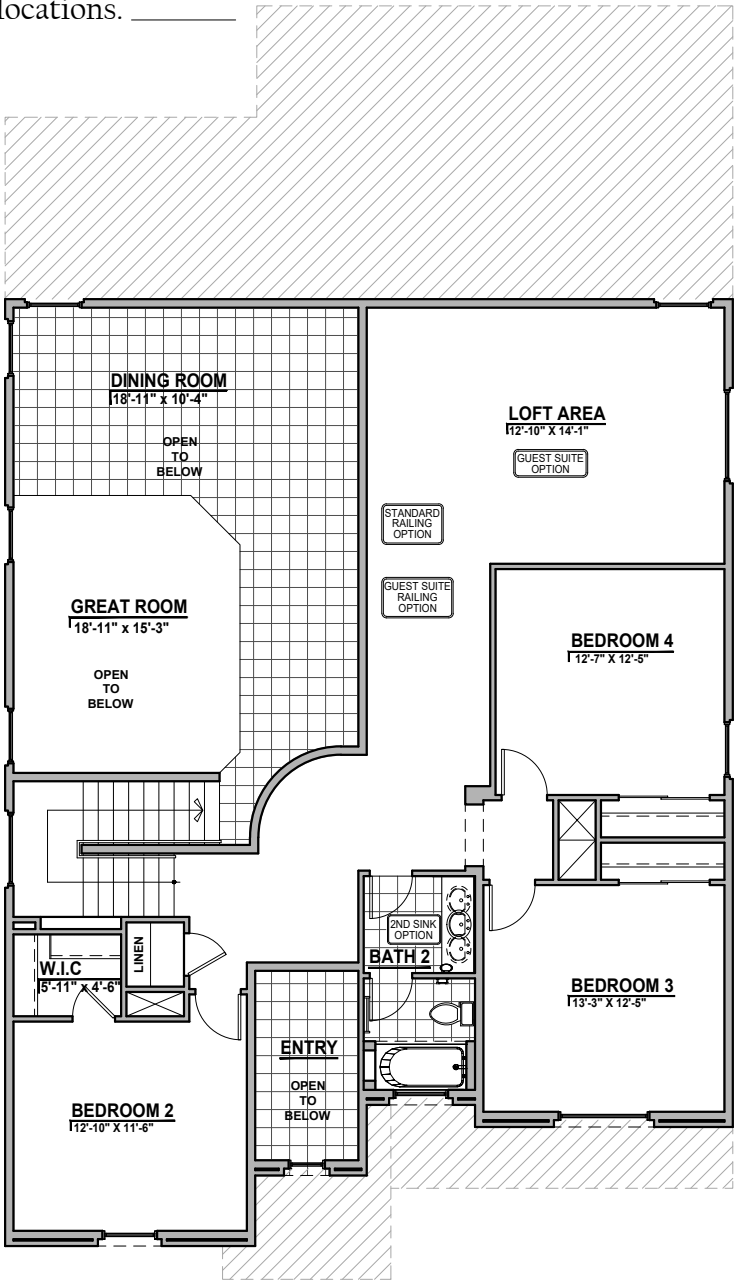 locations. ________
DINING ROOM
18'-11" x 10'-4"
OPEN
TO
BELOW
LOFT AREA
12'-10" X 14'-1"
GUEST SUITE
OPTION
STANDARD
RAILING
OPTION
GUEST SUITE
RAILING
OPTION
GREAT ROOM
18'-11" x 15'-3"
OPEN
TO
BELOW
BEDROOM 4
12'-7" X 12'-5"
2ND SINK
OPTION
BATH 2
LINEN
W.I.C
5'-11" x 4'-6"
BEDROOM 3
13'-3" X 12'-5"
ENTRY
OPEN
TO
BELOW
BEDROOM 2
12'-10" X 11'-6"